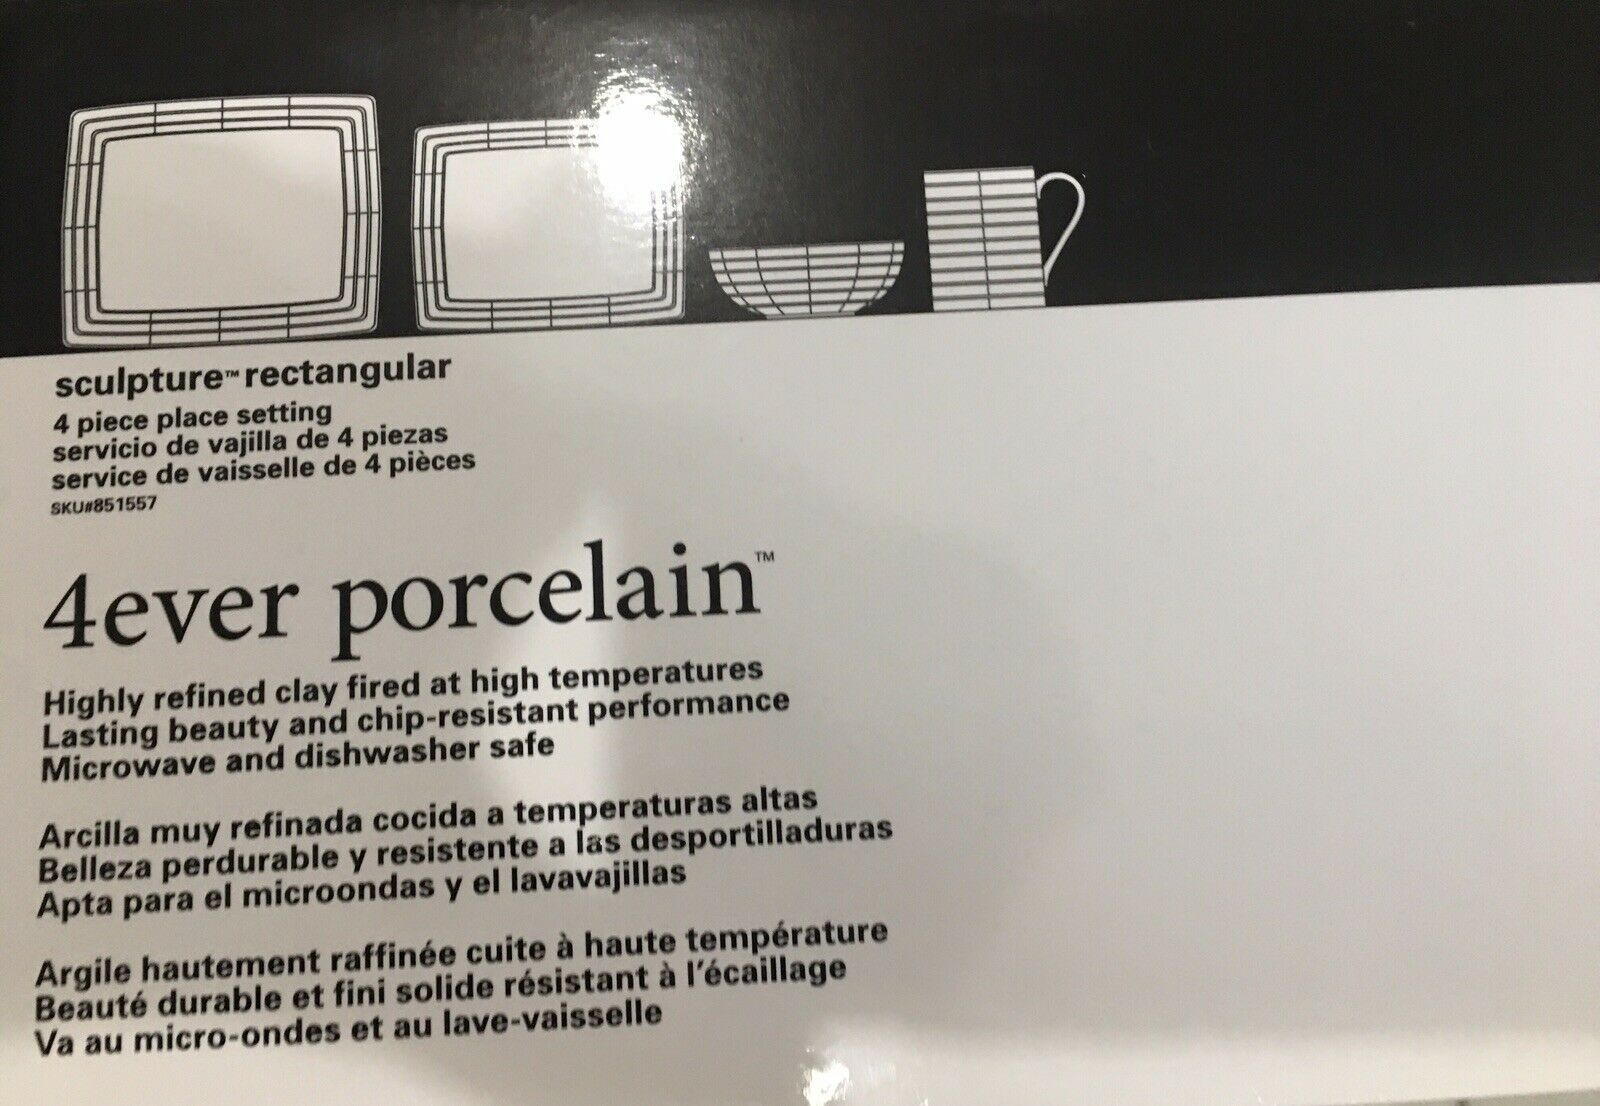 sculpture™ rectangular
4 piece place setting
servicio de vajilla de 4 piezas
service de vaisselle de 4 pièces
SKU#851557
4ever porcelain™
Highly refined clay fired at high temperatures
Lasting beauty and chip-resistant performance
Microwave and dishwasher safe
Arcilla muy refinada cocida a temperaturas altas
Belleza perdurable y resistente a las desportilladuras
Apta para el microondas y el lavavajillas
Argile hautement raffinée cuite à haute température
Beauté durable et fini solide résistant à l'écaillage
Va au micro-ondes et au lave-vaisselle